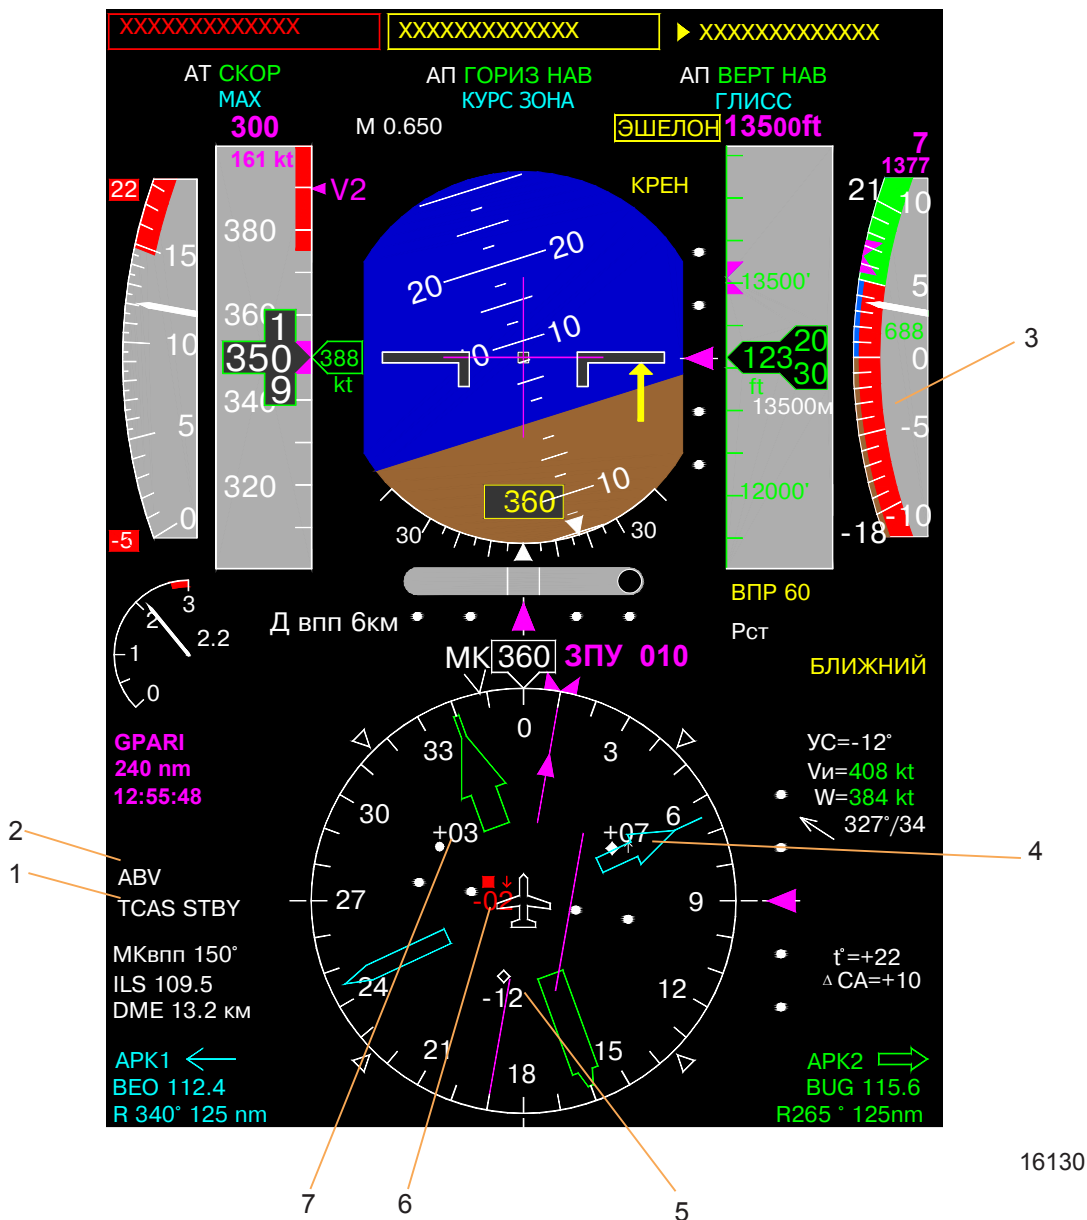 XXXXXXXXXXXXX XXXXXXXXXXXXX XXXXXXXXXXXXX
АТ СКОР АП ГОРИЗ НАВ АП ВЕРТ НАВ
МАХ КУРС ЗОНА ГЛИСС
300 М 0.650 ЭШЕЛОН 13500ft
7
161 kt 1377
22 V2 КРЕН 21 10
380
15 20 20
13500'
5
360 1 10 10 688
10 350 388 0 123 20 0
9 kt ft 30
340 13500м
5 -5
320 10 12000'
360
0 30 30 -18 -10
-5
ВПР 60
3
2 2.2 Д впп 6км Рст
1 МК 360 ЗПУ 010
0 БЛИЖНИЙ
GPARI 33 0 3 УС=-12°
240 nm Vи=408 kt
12:55:48 W=384 kt
30 6 327°/34
+03 +07
2 ABV
1 TCAS STBY 27 -02 9
МКвпп 150° t°=+22
ILS 109.5 24 12 ΔСА=+10
DME 13.2 км -12
АРК1 21 18 15 АРК2
BEO 112.4 BUG 115.6
R 340° 125 nm R265 ° 125nm
3
4
16130
7 6 5